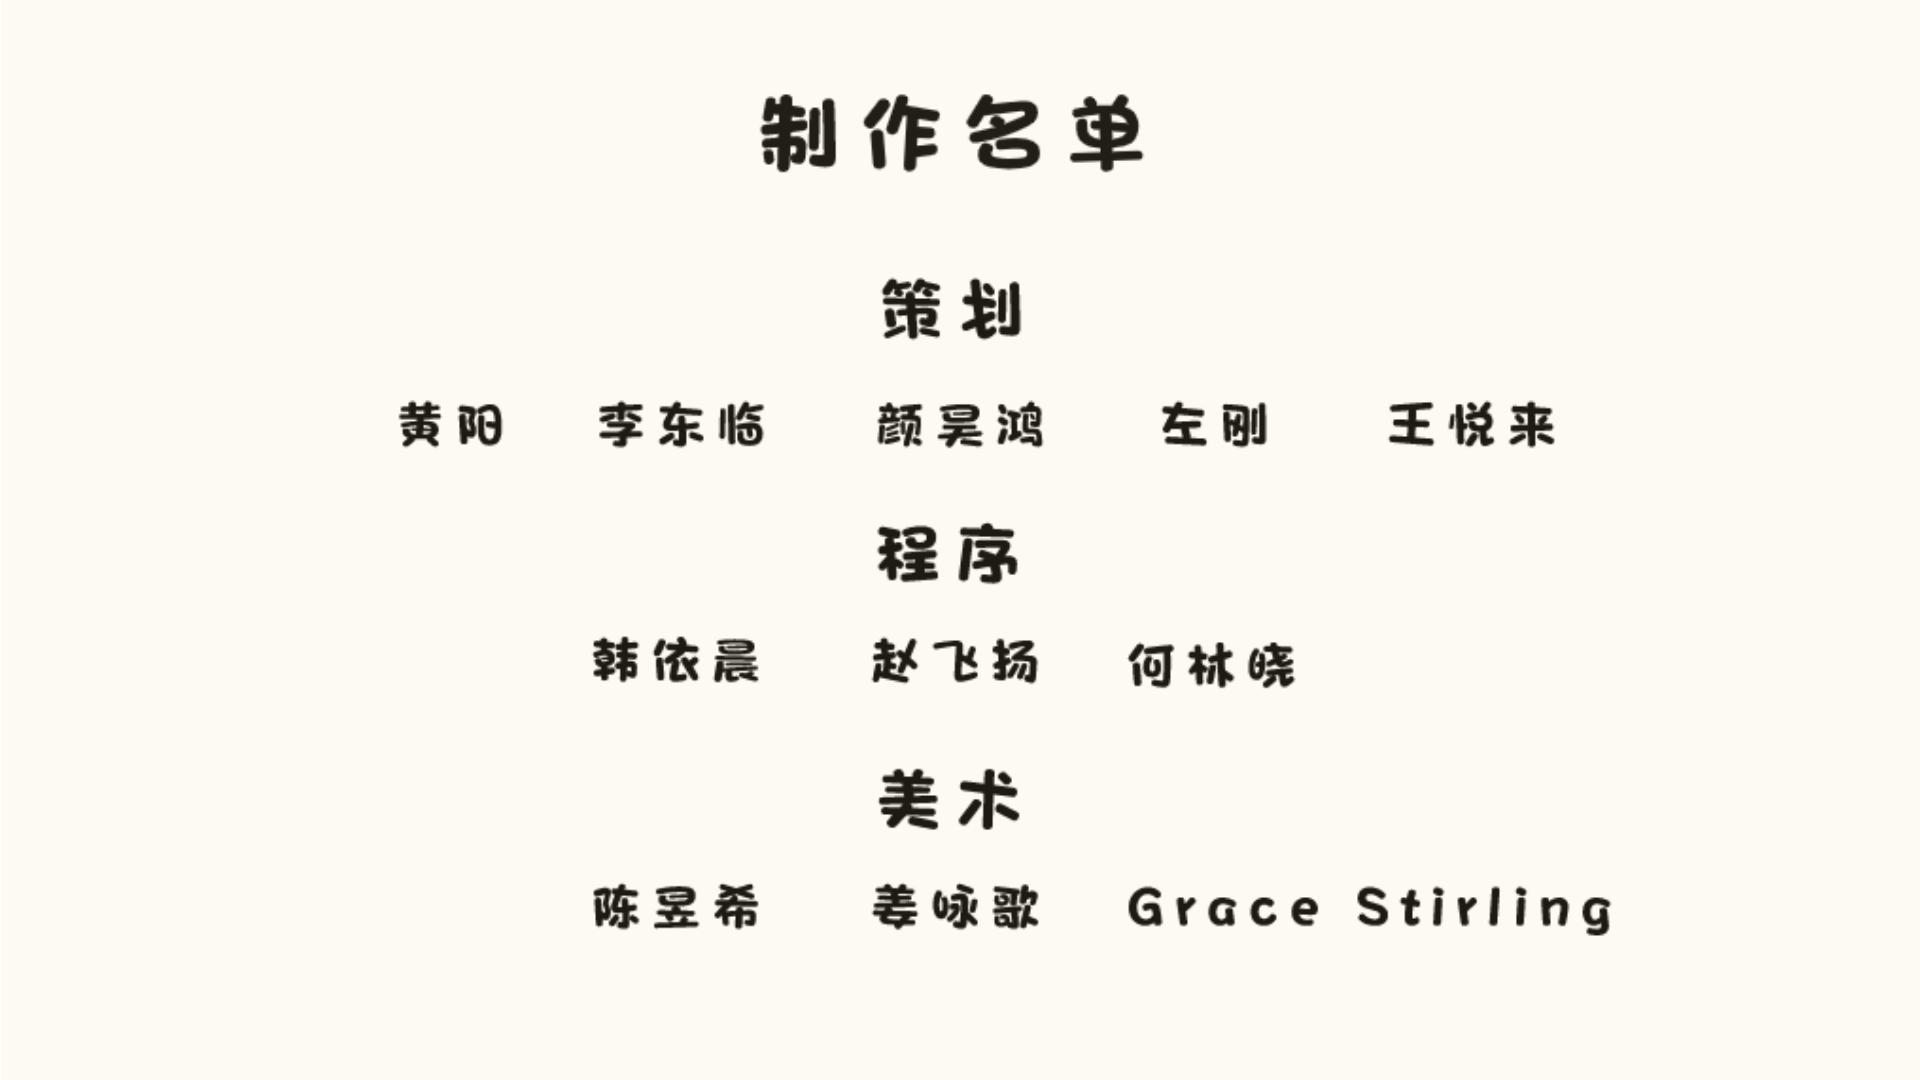 制作名单
策划
黄阳 李东临 颜昊鸿 左刚 王悦来
程序
韩依晨 赵飞扬 何林晓
美术
陈昱希 姜咏歌 Grace Stirling